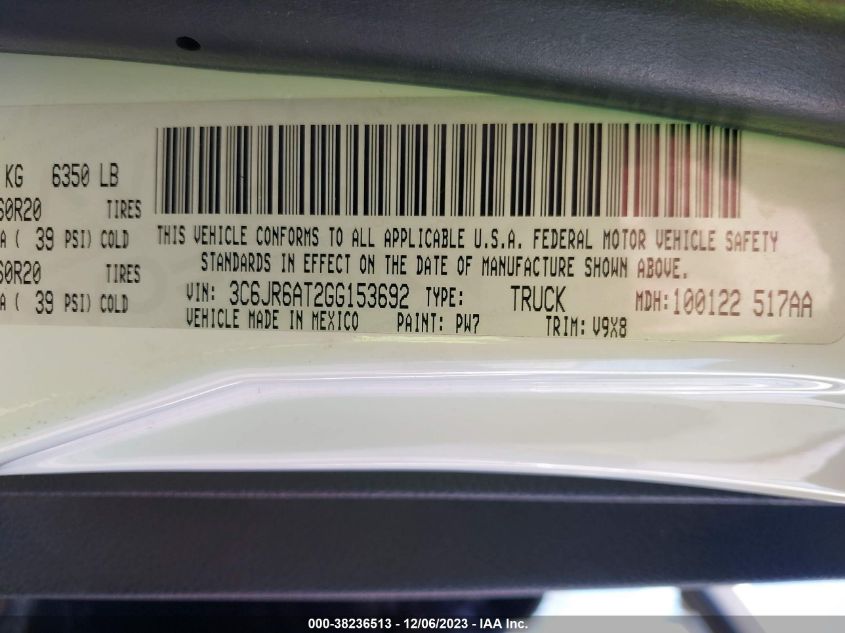 KG 6350 LB
60R20 TIRES
A ( 39 PSI) COLD
60R20 TIRES
A ( 39 PSI) COLD
THIS VEHICLE CONFORMS TO ALL APPLICABLE U.S.A. FEDERAL MOTOR VEHICLE SAFETY
STANDARDS IN EFFECT ON THE DATE OF MANUFACTURE SHOWN ABOVE.
VIN: 3C6JR6AT2GG153692 TYPE: TRUCK MDH:100122 517AA
VEHICLE MADE IN MEXICO PAINT: PW7 TRIM: V9X8
000-38236513 - 12/06/2023 - IAA Inc.